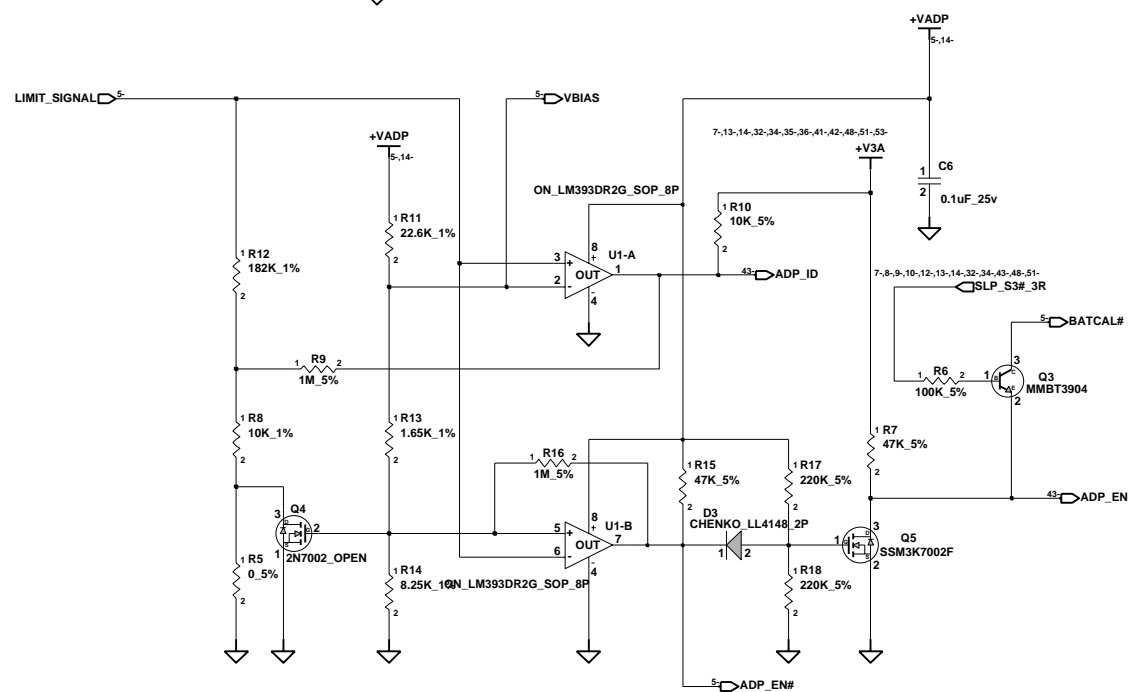 +VADP
5-,14-
LIMIT_SIGNAL 5-
5- VBIAS
+VADP
5-,14-
7-,13-,14-,32-,34-,35-,36-,41-,42-,48-,51-,53-
+V3A
1
C6
2
0.1uF_25v
ON_LM393DR2G_SOP_8P
1 R10
10K_5%
2
1 R11
22.6K_1%
2
1 R12
182K_1%
2
8
+
U1-A
3 +
OUT 1
2 -
-
4
43- ADP_ID
7-,8-,9-,10-,12-,13-,14-,32-,34-,43-,48-,51-
SLP_S3#_3R
5- BATCAL#
R9
1 2
1M_5%
R6
1 2
100K_5%
3
C
1 B
E
2
Q3
MMBT3904
1 R8
10K_1%
2
1 R13
1.65K_1%
2
1 R7
47K_5%
2
R16
1 2
1M_5%
1 R15
47K_5%
2
1 R17
220K_5%
2
43- ADP_EN
Q4
3 D
G 2
1 S
2N7002_OPEN
8
+
U1-B
5 +
OUT 7
6 -
-
4
D3
CHENKO_LL4148_2P
1 2
3
D
1 G
S
2
Q5
SSM3K7002F
1 R5
0_5%
2
1 R14
8.25K_1%
2
ON_LM393DR2G_SOP_8P
1 R18
220K_5%
2
5- ADP_EN#